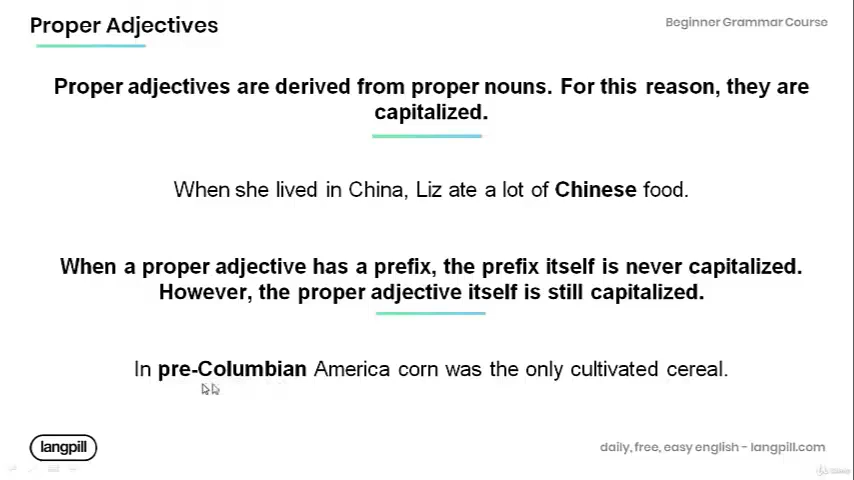 Proper Adjectives
Beginner Grammar Course
Proper adjectives are derived from proper nouns. For this reason, they are
capitalized.
When she lived in China, Liz ate a lot of Chinese food.
When a proper adjective has a prefix, the prefix itself is never capitalized.
However, the proper adjective itself is still capitalized.
In pre-Columbian America corn was the only cultivated cereal.
langpill
daily, free, easy english - langpill.com